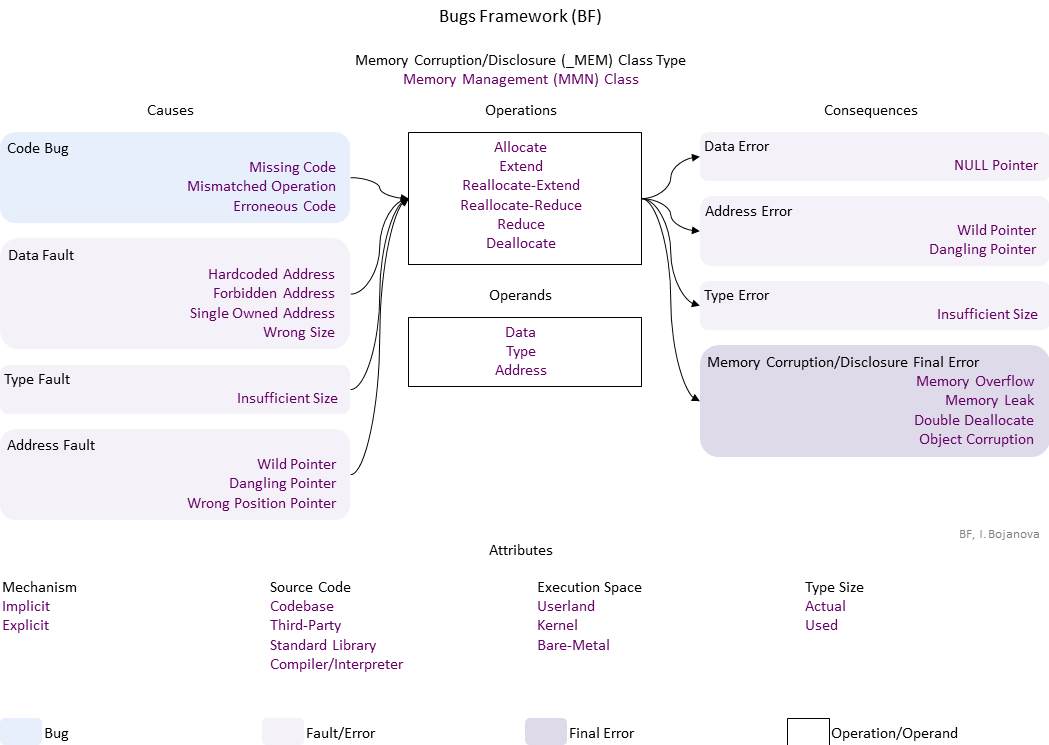 Bugs Framework (BF)
Memory Corruption/Disclosure (_MEM) Class Type
Memory Management (MMN) Class
Causes
Code Bug
Missing Code
Mismatched Operation
Erroneous Code
Data Fault
Hardcoded Address
Forbidden Address
Single Owned Address
Wrong Size
Type Fault
Insufficient Size
Address Fault
Wild Pointer
Dangling Pointer
Wrong Position Pointer
Operations
Allocate
Extend
Reallocate-Extend
Reallocate-Reduce
Reduce
Deallocate
Operands
Data
Type
Address
Consequences
Data Error
NULL Pointer
Address Error
Wild Pointer
Dangling Pointer
Type Error
Insufficient Size
Memory Corruption/Disclosure Final Error
Memory Overflow
Memory Leak
Double Deallocate
Object Corruption
BF, I. Bojanova
Attributes
Mechanism
Implicit
Explicit
Source Code
Codebase
Third-Party
Standard Library
Compiler/Interpreter
Execution Space
Userland
Kernel
Bare-Metal
Type Size
Actual
Used
Bug
Fault/Error
Final Error
Operation/Operand